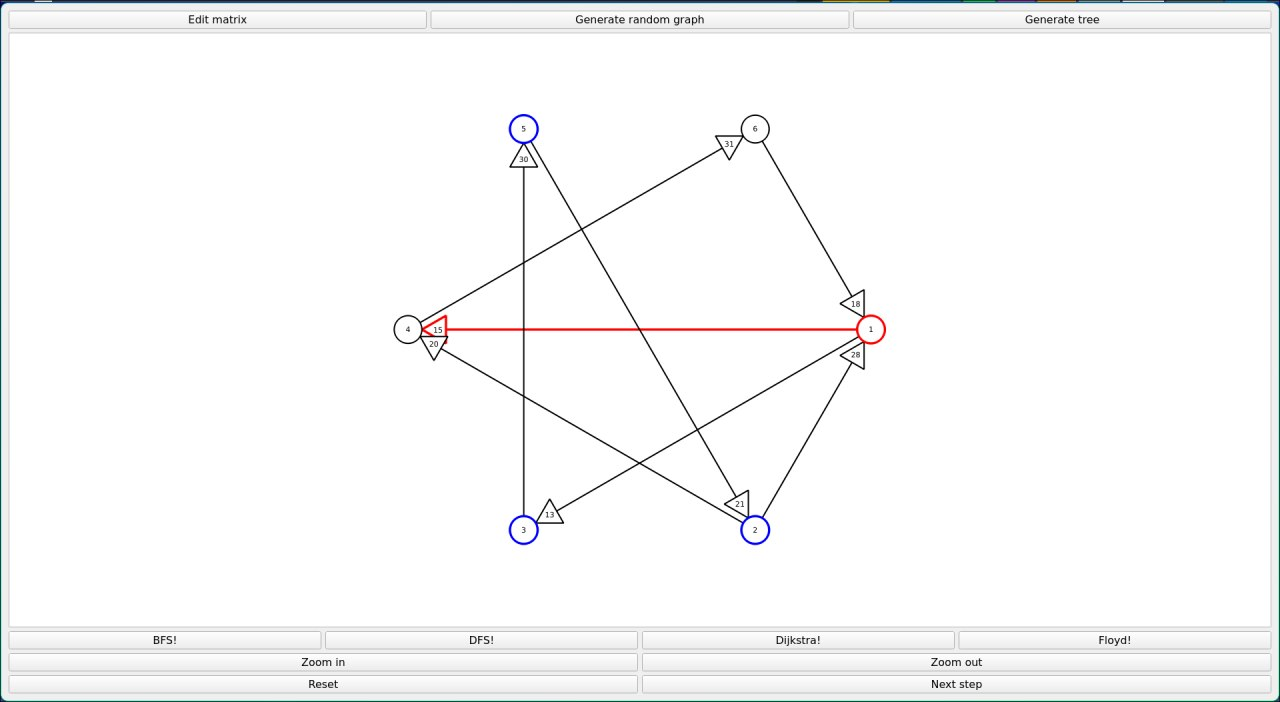 Edit matrix Generate random graph Generate tree
5 6
30 31
18
4 15 1
20 28
21
13
3 2
BFS! DFS! Dijkstra! Floyd!
Zoom in Zoom out
Reset Next step